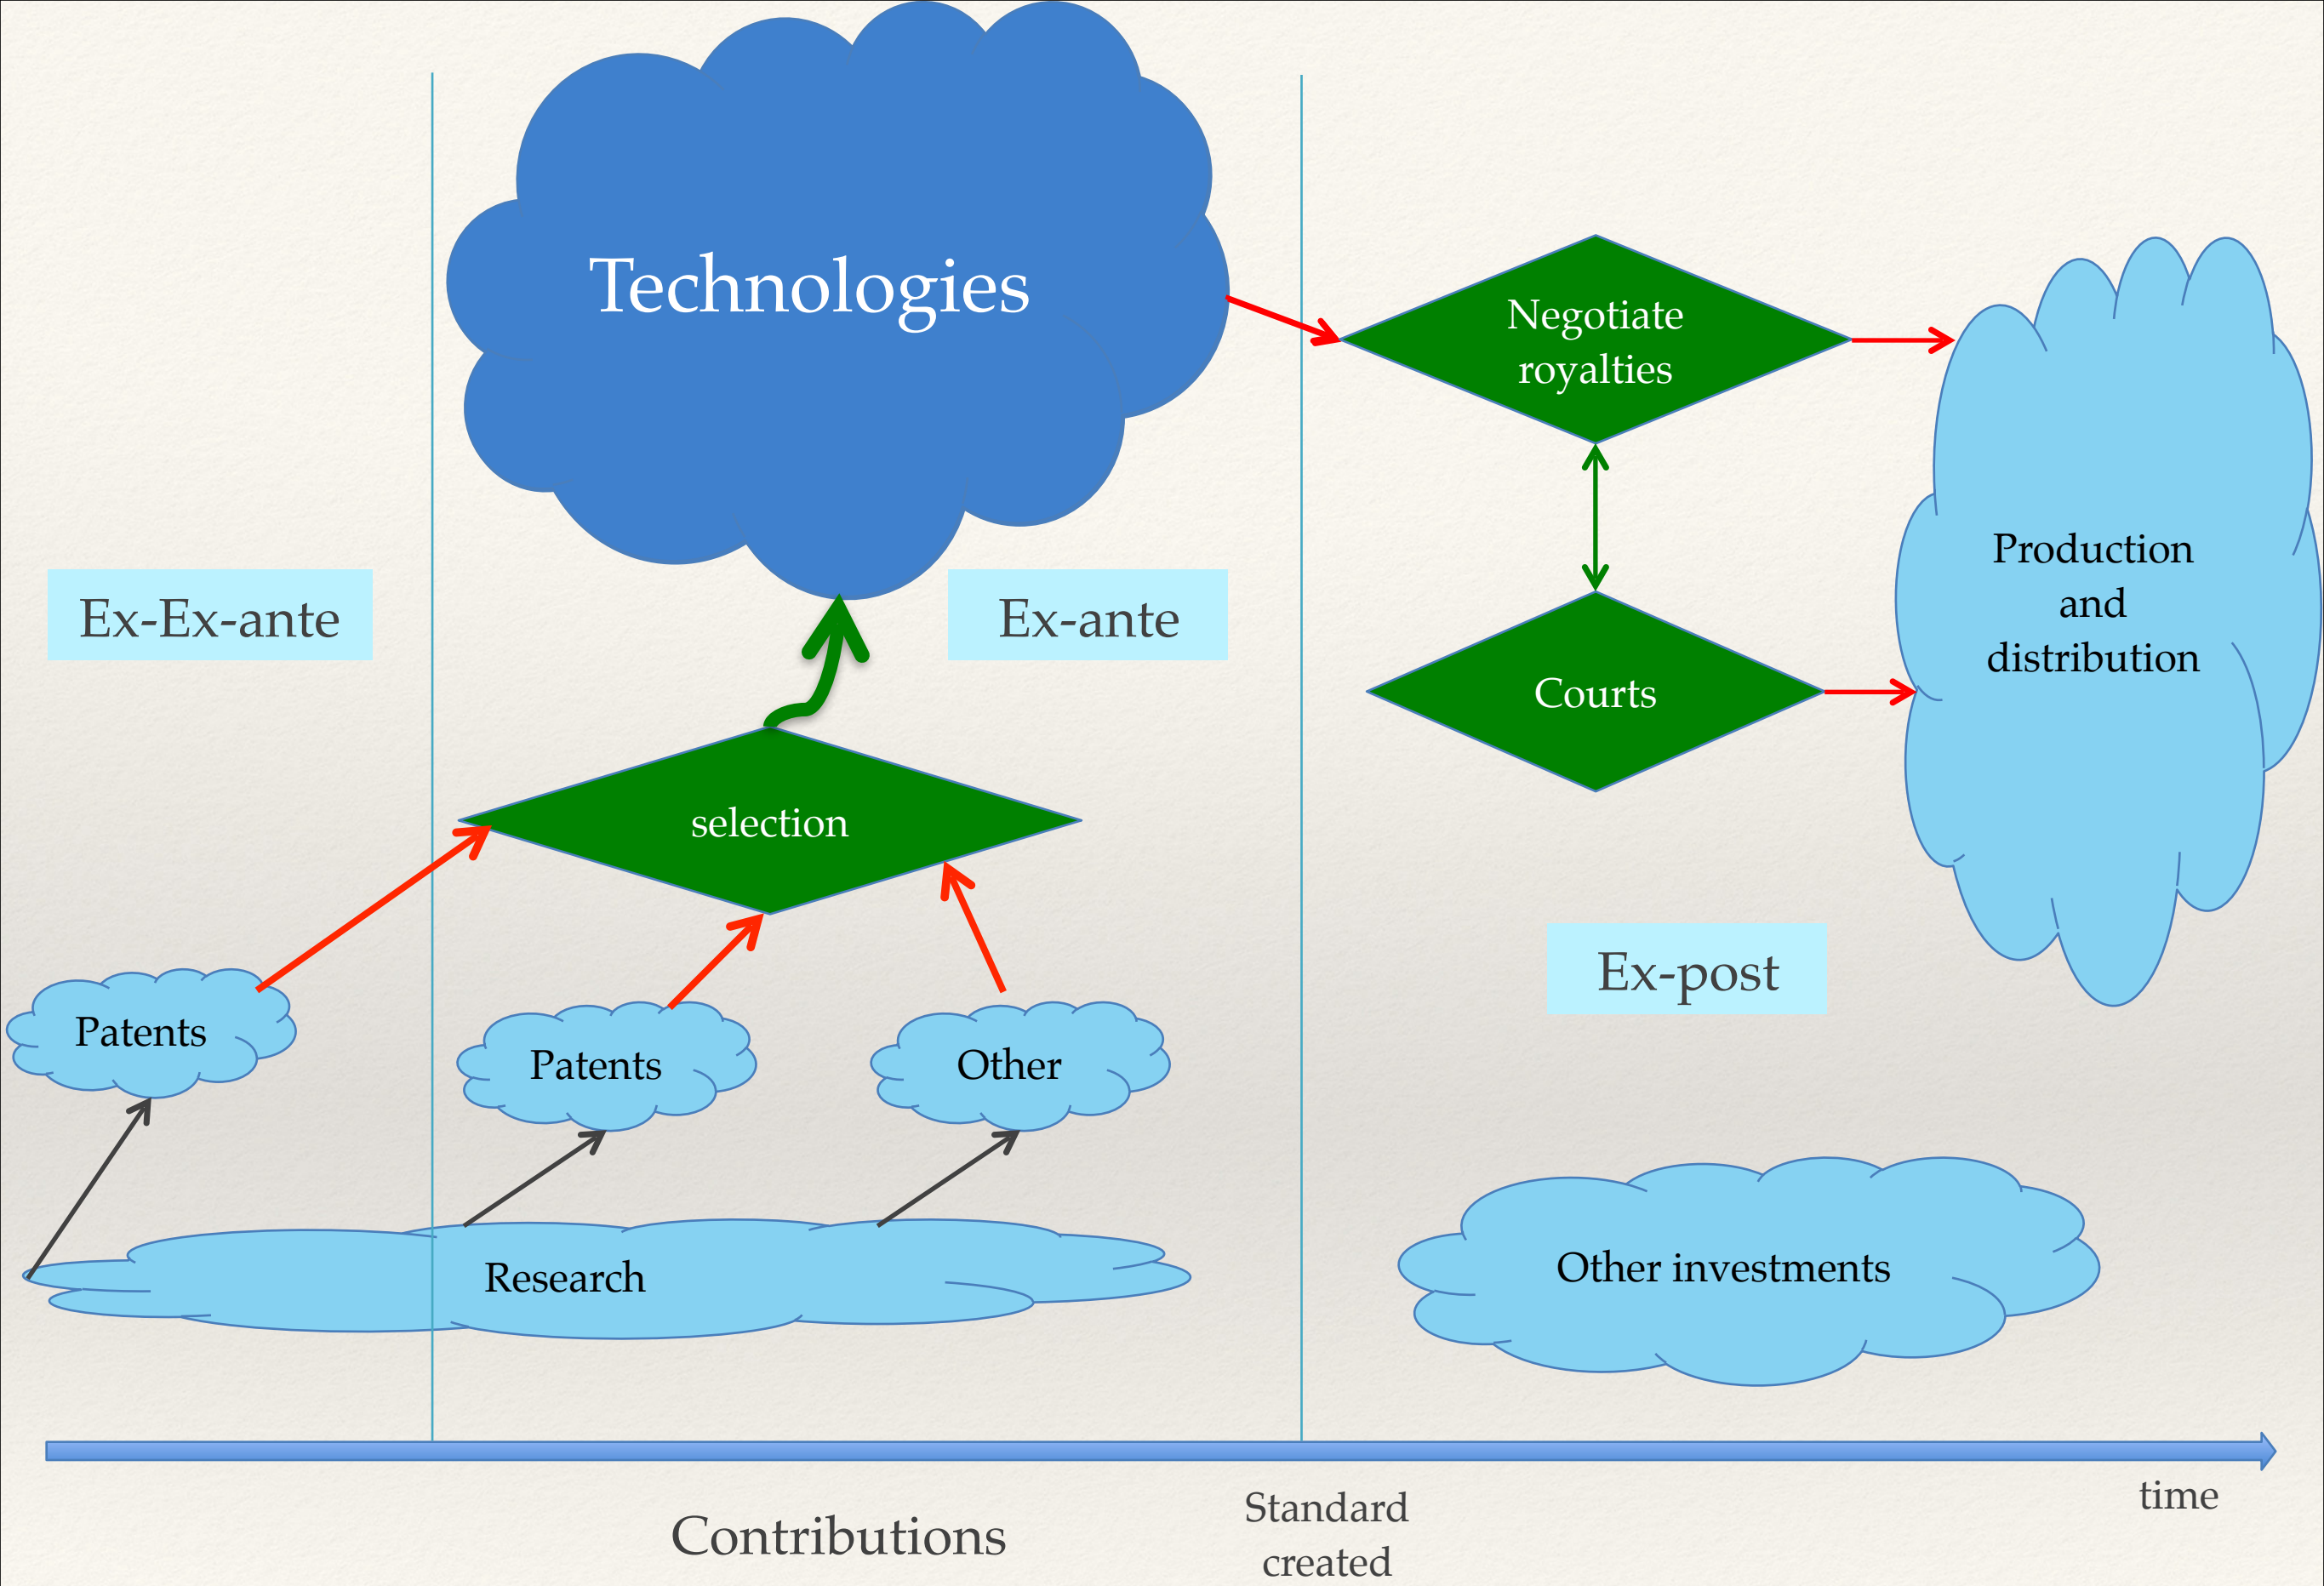 Technologies
Negotiate
royalties
Production
and
distribution
Ex-Ex-ante
Ex-ante
Courts
selection
Ex-post
Patents
Patents
Other
Research
Other investments
time
Contributions
Standard
created